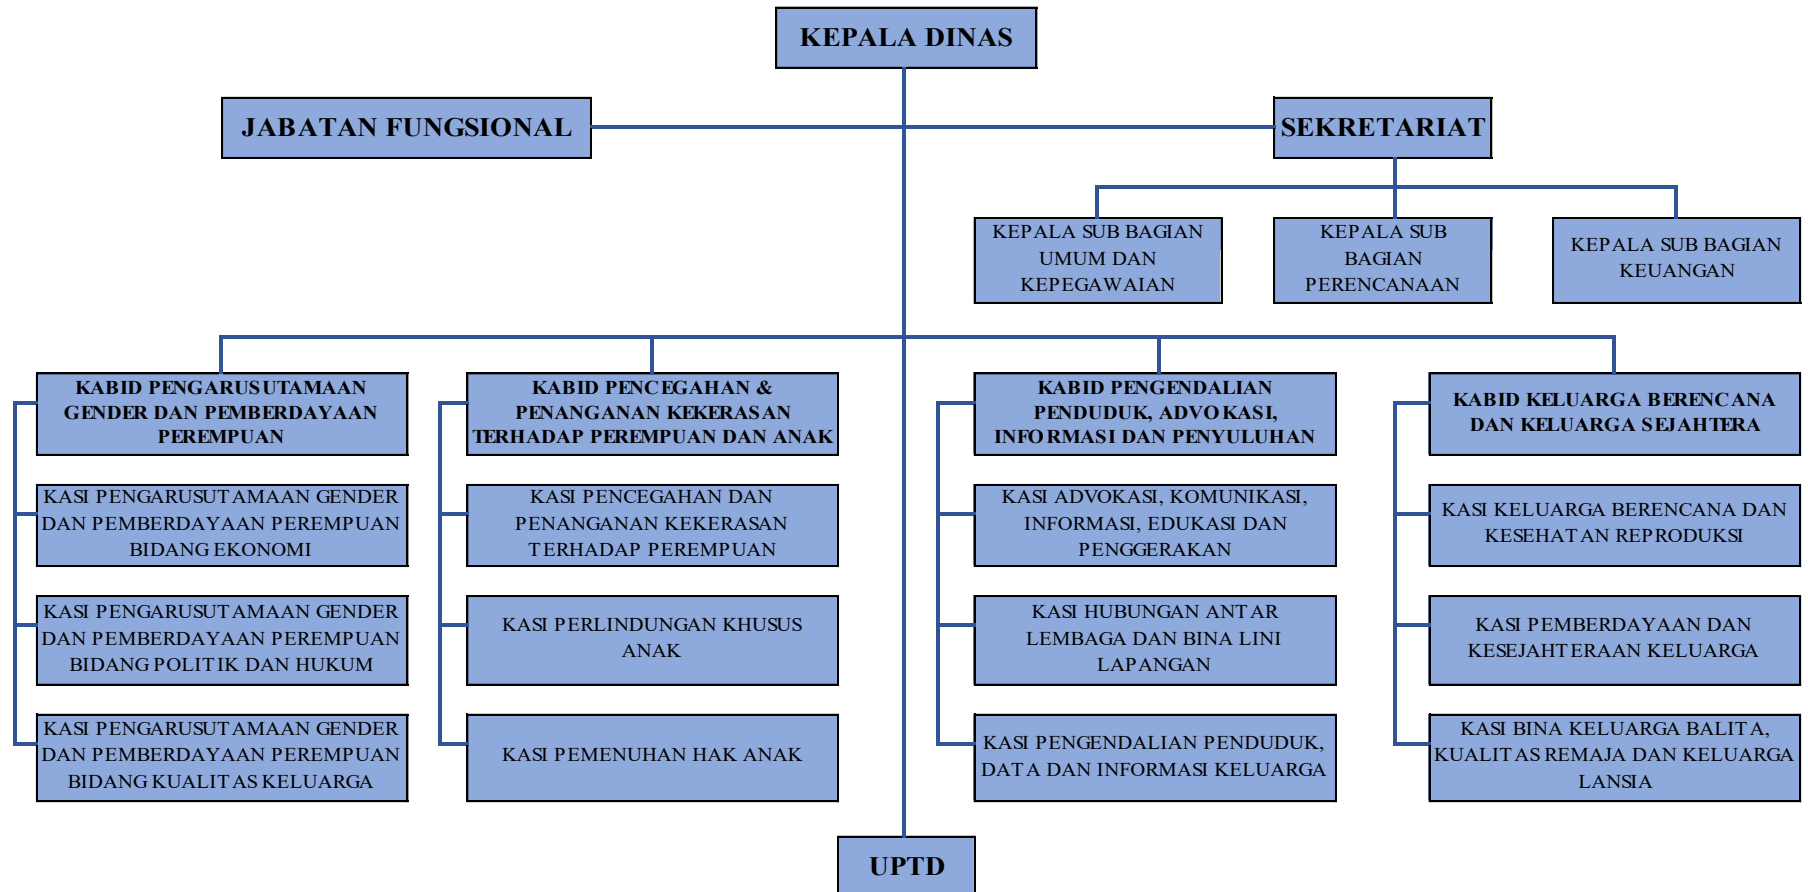 KEPALA DINAS
JABATAN FUNGSIONAL
SEKRETARIAT
KEPALA SUB BAGIAN
UMUM DAN
KEPEGAWAIAN
KEPALA SUB
BAGIAN
PERENCANAAN
KEPALA SUB BAGIAN
KEUANGAN
KABID PENGARUSUTAMAAN
GENDER DAN PEMBERDAYAAN
PEREMPUAN
KABID PENCEGAHAN &
PENANGANAN KEKERASAN
TERHADAP PEREMPUAN DAN ANAK
KABID PENGENDALIAN
PENDUDUK, ADVOKASI,
INFORMASI DAN PENYULUHAN
KABID KELUARGA BERENCANA
DAN KELUARGA SEJAHTERA
KASI PENGARUSUTAMAAN GENDER
DAN PEMBERDAYAAN PEREMPUAN
BIDANG EKONOMI
KASI PENCEGAHAN DAN
PENANGANAN KEKERASAN
TERHADAP PEREMPUAN
KASI ADVOKASI, KOMUNIKASI,
INFORMASI, EDUKASI DAN
PENGGERAKAN
KASI KELUARGA BERENCANA DAN
KESEHATAN REPRODUKSI
KASI PENGARUSUTAMAAN GENDER
DAN PEMBERDAYAAN PEREMPUAN
BIDANG POLITIK DAN HUKUM
KASI PERLINDUNGAN KHUSUS
ANAK
KASI HUBUNGAN ANTAR
LEMBAGA DAN BINA LINI
LAPANGAN
KASI PEMBERDAYAAN DAN
KESEJAHTERAAN KELUARGA
KASI PENGARUSUTAMAAN GENDER
DAN PEMBERDAYAAN PEREMPUAN
BIDANG KUALITAS KELUARGA
KASI PEMENUHAN HAK ANAK
KASI PENGENDALIAN PENDUDUK,
DATA DAN INFORMASI KELUARGA
KASI BINA KELUARGA BALITA,
KUALITAS REMAJA DAN KELUARGA
LANSIA
UPTD